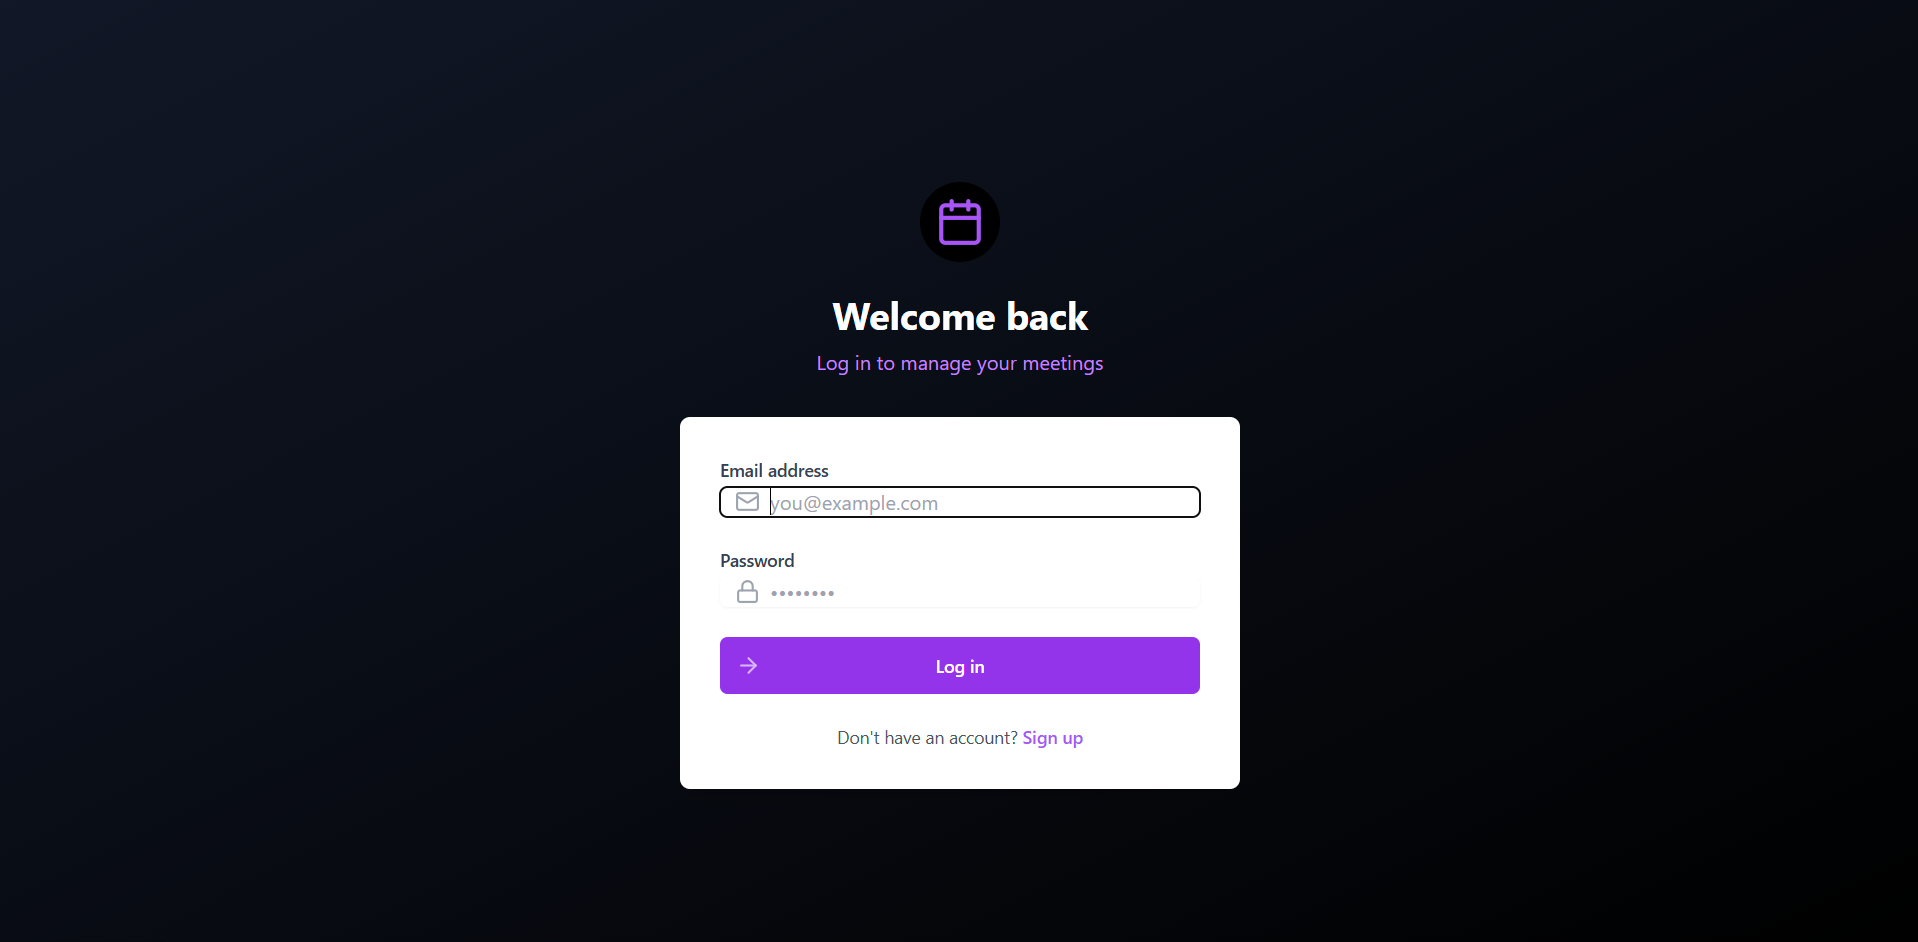 Welcome back
Log in to manage your meetings
Email address
you@example.com
Password
••••••••
Log in
Don't have an account? Sign up